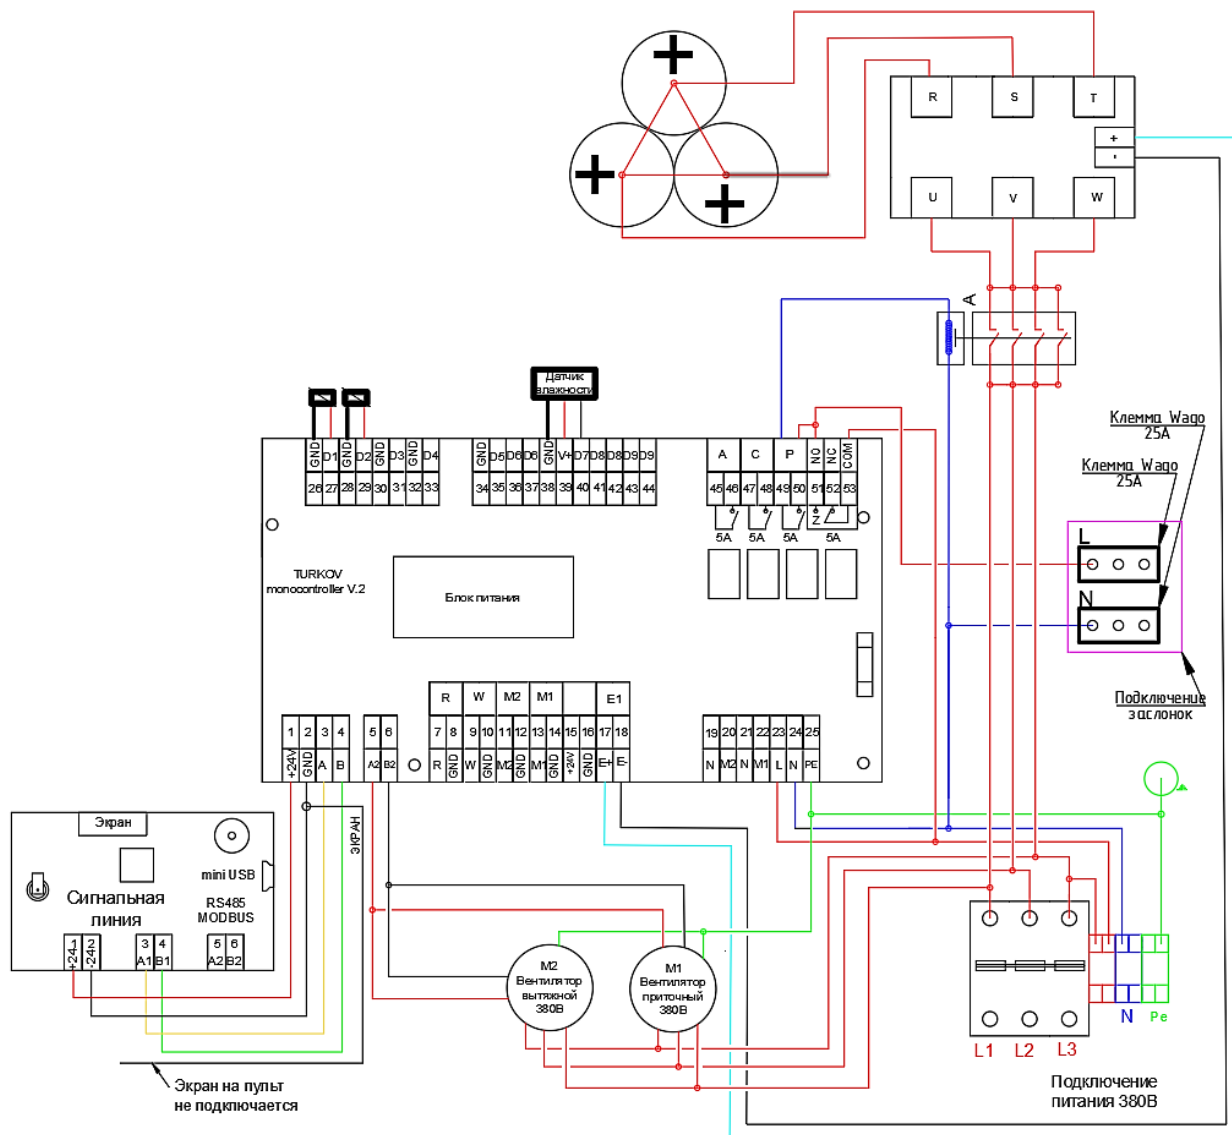 R
S
T
+
-
U
V
W
A
Клемма Wago
25A
Клемма Wago
25A
Датчик
влажности
GND D1 GND D2 GND D3 GND D4
26 27 28 29 30 31 32 33
GND D5 D6 D6 GND V+ D7 D8 D8 D9 D9
34 35 36 37 38 39 40 41 42 43 44
A C P NO NC COM
45 46 47 48 49 50 51 52 53
Z
5A 5A 5A 5A
L
N
TURKOV
monocontroller V.2
Блок питания
Подключение
заслонок
R W M2 M1 E1
1 2 3 4 5 6 7 8 9 10 11 12 13 14 15 16 17 18 19 20 21 22 23 24 25
+24V GND A B A2 B2 R GND W GND M2 GND M1 GND +24V GND E+ E- N M2 N M1 L N PE
Экран
ЭКРАН
mini USB
Сигнальная
линия
RS485
MODBUS
1 2 3 4 5 6
+24 -24 A1 B1 A2 B2
M2
Вентилятор
вытяжной
380В
M1
Вентилятор
приточный
380В
N
Pe
L1 L2 L3
Подключение
питания 380В
Экран на пульт
не подключается